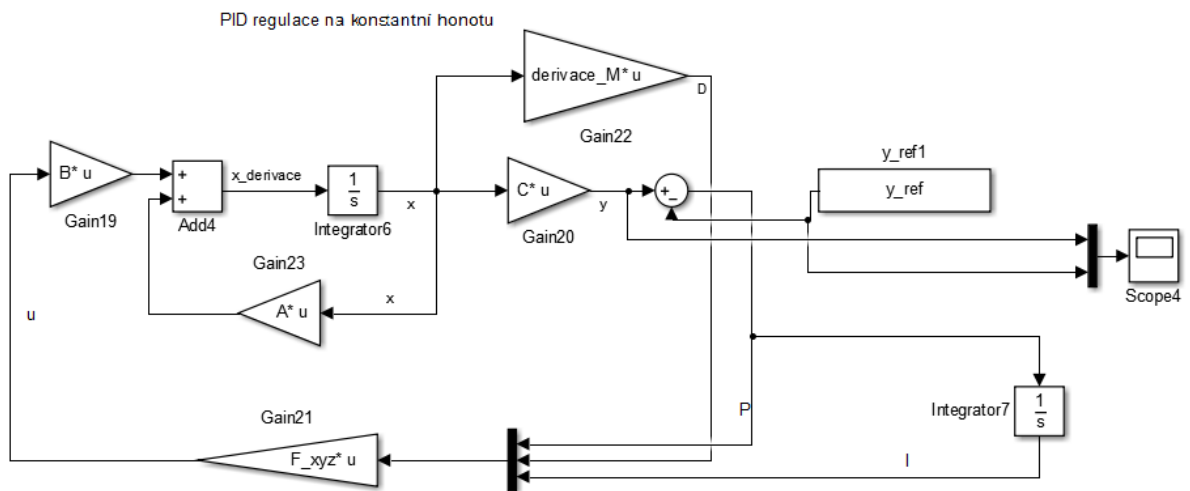 PID regulace na konstantní honotu
derivace_M* u
D
Gain22
y_ref1
y_ref
B* u
Gain19
+
+
Add4
x_derivace
1
s
Integrator6
x
C* u
Gain20
y
+
−
Scope4
Gain23
A* u
x
u
P
Integrator7
1
s
I
Gain21
F_xyz* u